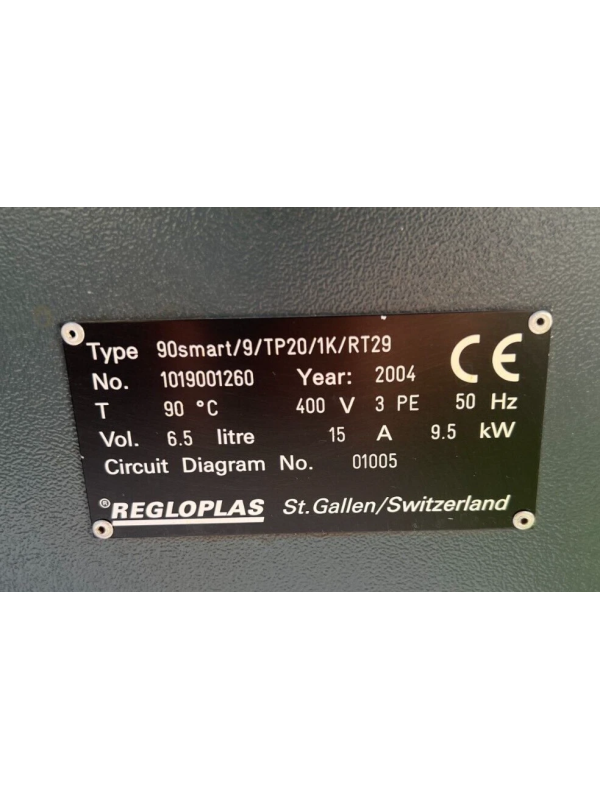 Type 90smart/9/TP20/1K/RT29 CE
No. 1019001260 Year: 2004
T 90 °C 400 V 3 PE 50 Hz
Vol. 6.5 litre 15 A 9.5 kW
Circuit Diagram No. 01005
®REGLOPLAS St.Gallen/Switzerland